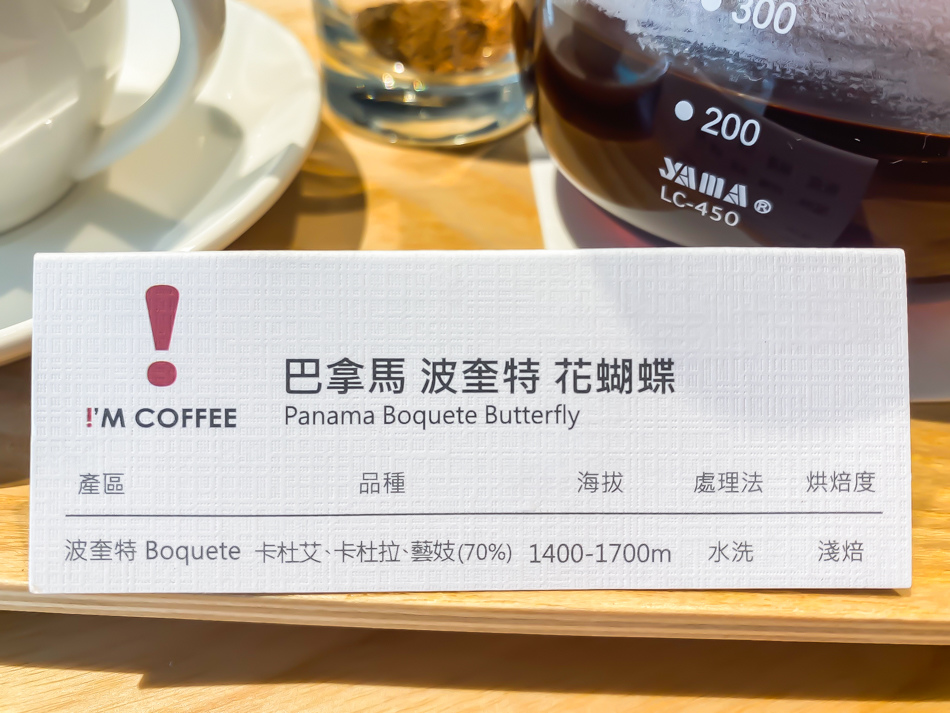 300
200
YAMA®
LC-450
!
I'M COFFEE
巴拿馬 波奎特 花蝴蝶
Panama Boquete Butterfly
產區 品種 海拔 處理法 烘焙度
波奎特 Boquete 卡杜艾、卡杜拉、藝妓(70%) 1400-1700m 水洗 淺焙